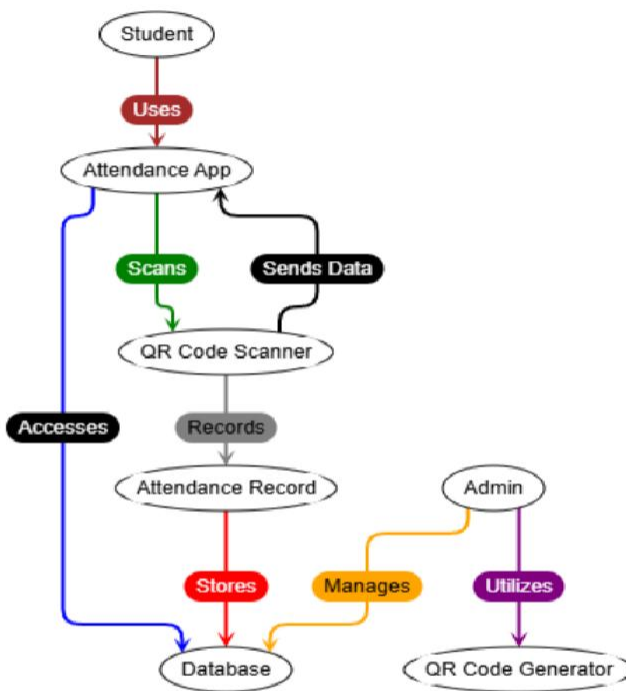 Student
Uses
Attendance App
Scans
Sends Data
QR Code Scanner
Accesses
Records
Attendance Record
Admin
Stores
Manages
Utilizes
Database
QR Code Generator